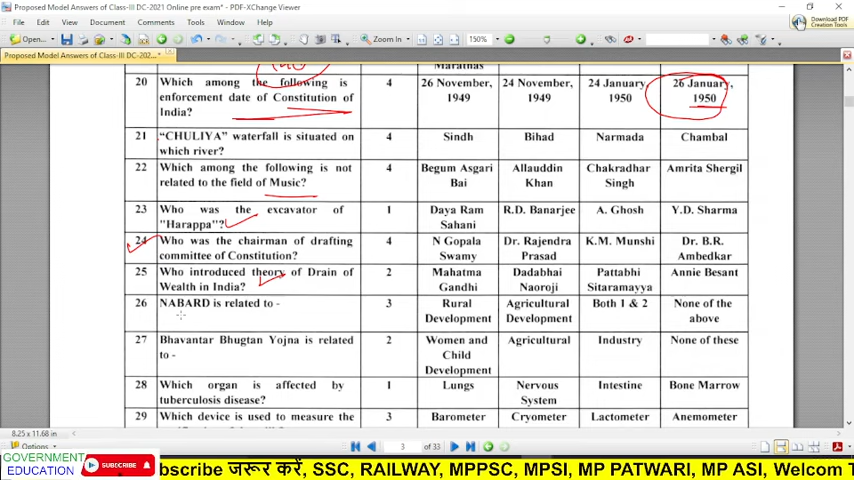 Proposed Model Answers of Class-III DC-2021 Online pre exam* - PDF-XChange Viewer
File Edit View Document Comments Tools Window Help
Open... Zoom In 150%
Download PDF Creation Tools
Proposed Model Answers of Class-III DC-2021 Online pre exam*
Marathas
20 Which among the following is enforcement date of Constitution of India? 4 26 November, 1949 24 November, 1949 24 January, 1950 26 January, 1950
21 "CHULIYA" waterfall is situated on which river? 4 Sindh Bihad Narmada Chambal
22 Which among the following is not related to the field of Music? 4 Begum Asgari Bai Allauddin Khan Chakradhar Singh Amrita Shergil
23 Who was the excavator of "Harappa"? 1 Daya Ram Sahani R.D. Banarjee A. Ghosh Y.D. Sharma
24 Who was the chairman of drafting committee of Constitution? 4 N Gopala Swamy Dr. Rajendra Prasad K.M. Munshi Dr. B.R. Ambedkar
25 Who introduced theory of Drain of Wealth in India? 2 Mahatma Gandhi Dadabhai Naoroji Pattabhi Sitaramayya Annie Besant
26 NABARD is related to - 3 Rural Development Agricultural Development Both 1 & 2 None of the above
27 Bhavantar Bhugtan Yojna is related to - 2 Women and Child Development Agricultural Industry None of these
28 Which organ is affected by tuberculosis disease? 1 Lungs Nervous System Intestine Bone Marrow
29 Which device is used to measure the 3 Barometer Cryometer Lactometer Anemometer
8.25 x 11.68 in
Options 3 of 33
GOVERNMENT EDUCATION SUBSCRIBE
bscribe जरूर करें, SSC, RAILWAY, MPPSC, MPSI, MP PATWARI, MP ASI, Welcom T